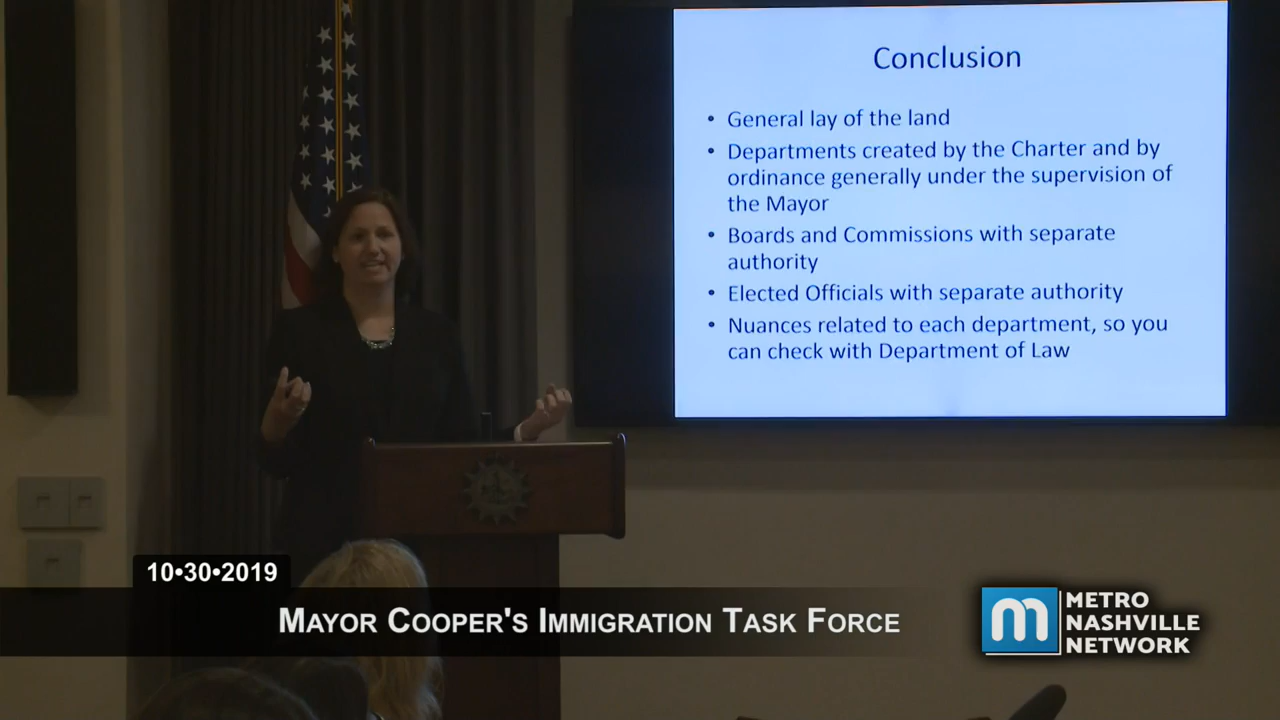 Conclusion
• General lay of the land
• Departments created by the Charter and by
ordinance generally under the supervision of
the Mayor
• Boards and Commissions with separate
authority
• Elected Officials with separate authority
• Nuances related to each department, so you
can check with Department of Law
10•30•2019
Mayor Cooper's Immigration Task Force
m
METRO
NASHVILLE
NETWORK